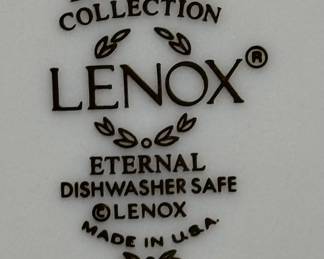 COLLECTION
LENOX®
ETERNAL
DISHWASHER SAFE
©LENOX
MADE IN U.S.A.